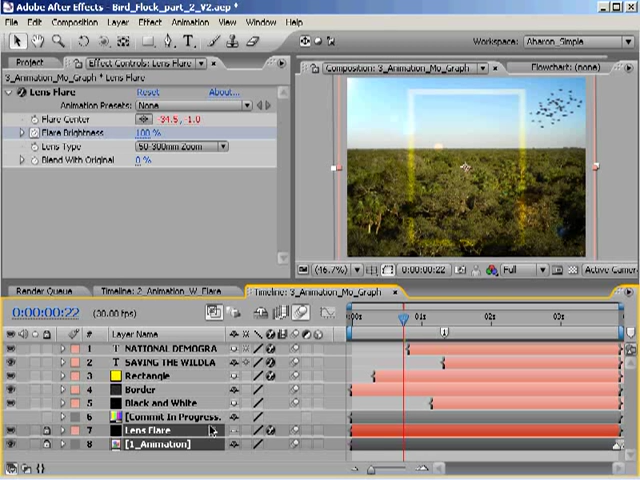 Adobe After Effects - Bird_Flock_part_2_V2.aep *
File Edit Composition Layer Effect Animation View Window Help
Workspace: Aharon_Simple
Project Effect Controls: Lens Flare
3_Animation_Mo_Graph * Lens Flare
Lens Flare Reset About...
Animation Presets: None
Flare Center -34.5, -1.0
Flare Brightness 100 %
Lens Type 50-300mm Zoom
Blend With Original 0 %
Composition: 3_Animation_Mo_Graph Flowchart: (none)
(46.7%) 0:00:00:22 Full Active Camer
Render Queue Timeline: 2_Animation_W_Flare Timeline: 3_Animation_Mo_Graph
0:00:00:22 (30.00 fps)
# Layer Name
01s 02s 03s
1 T NATIONAL DEMOGRA
2 T SAVING THE WILDLA
3 Rectangle
4 Border
5 Black and White
6 [Commit In Progress.
7 Lens Flare
8 [1_Animation]